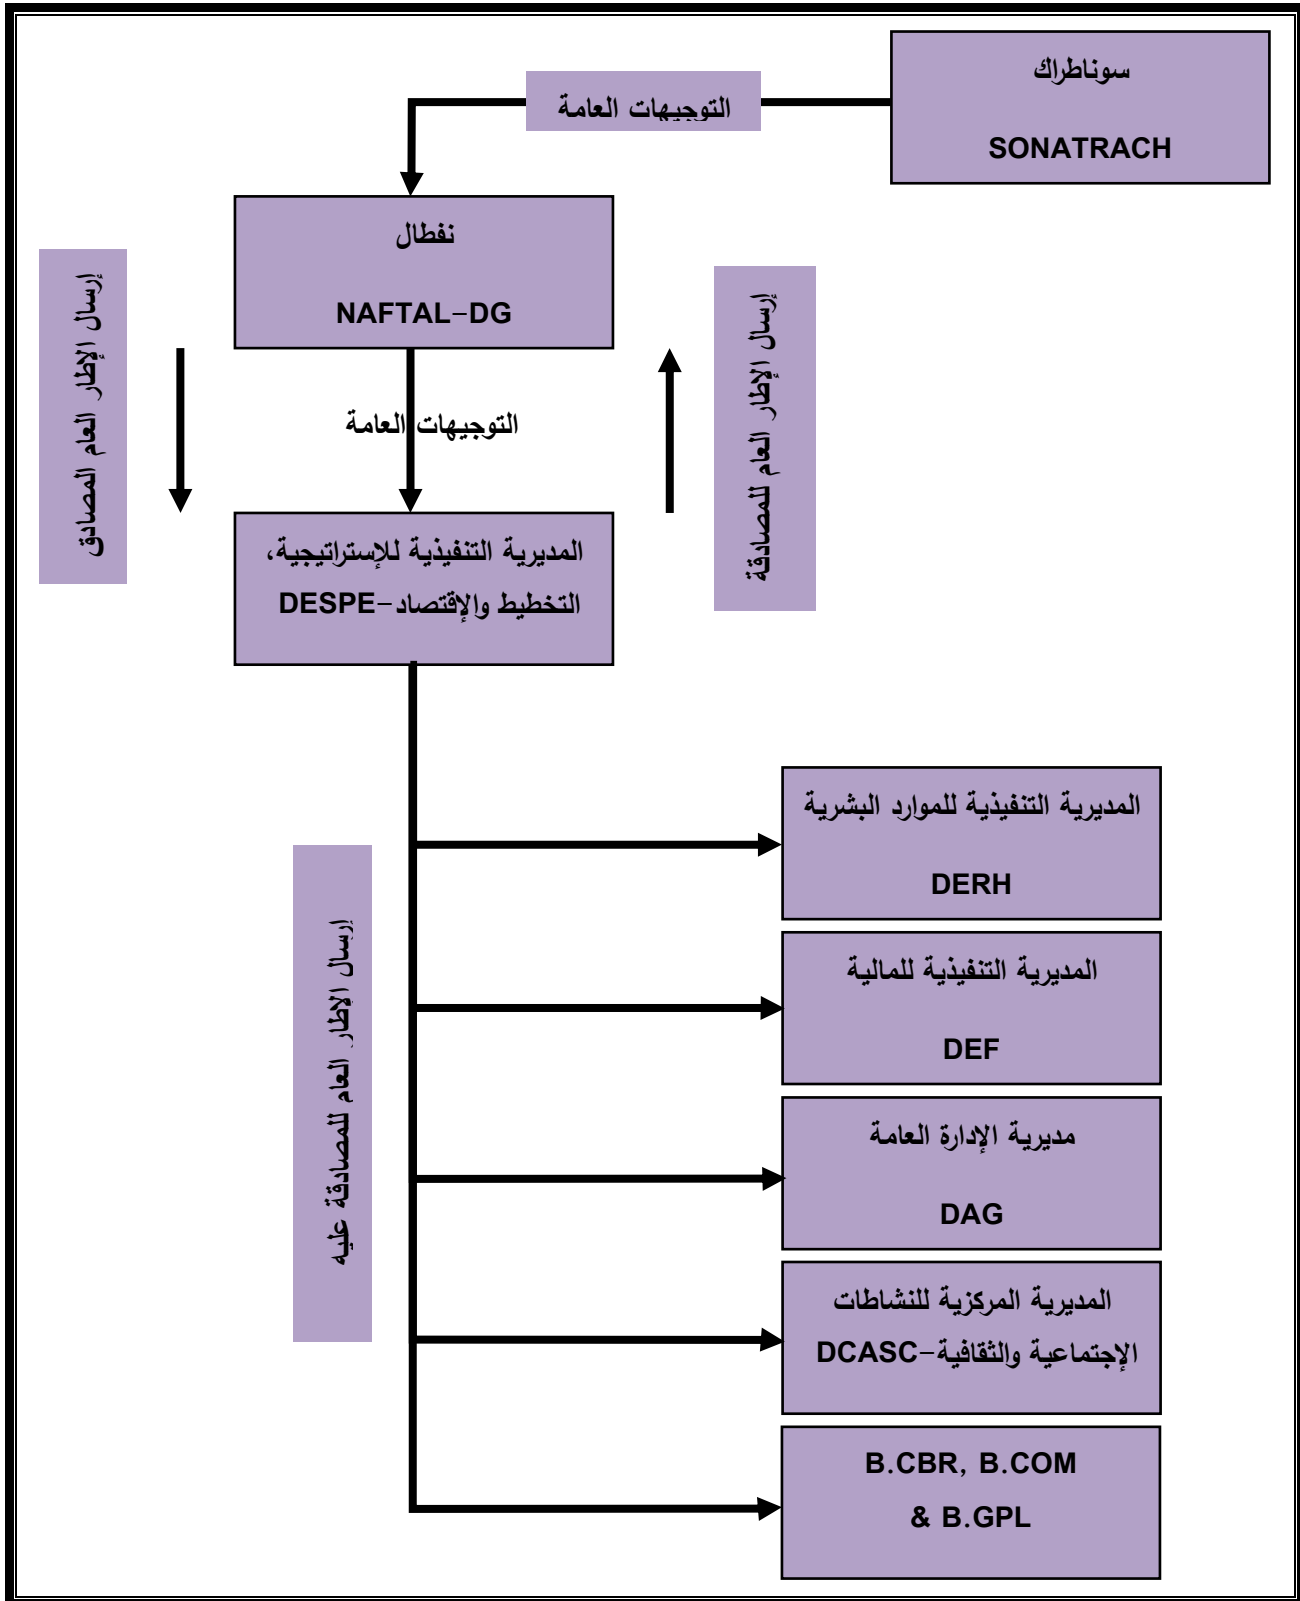 سوناطراك
SONATRACH
التوجيهات العامة
نفطال
NAFTAL-DG
إرسال الإطار العام المصادق
إرسال الإطار العام للمصادقة
التوجيهات العامة
المديرية التنفيذية للإستراتيجية،
التخطيط والإقتصاد-DESPE
المديرية التنفيذية للموارد البشرية
DERH
إرسال الإطار العام للمصادقة عليه
المديرية التنفيذية للمالية
DEF
مديرية الإدارة العامة
DAG
المديرية المركزية للنشاطات
الإجتماعية والثقافية-DCASC
B.CBR, B.COM
& B.GPL